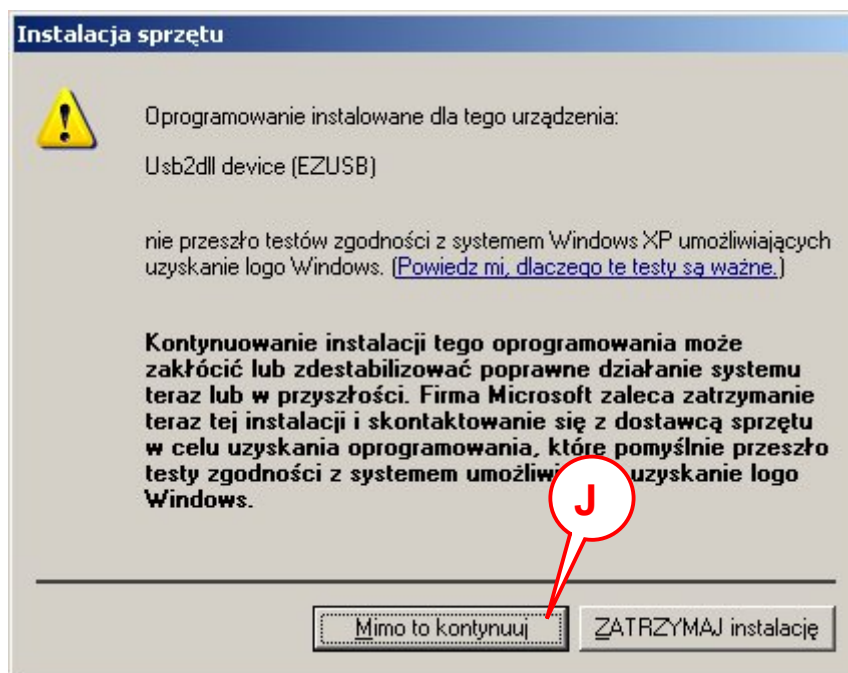 Instalacja sprzętu
Oprogramowanie instalowane dla tego urządzenia:
Usb2dll device (EZUSB)
nie przeszło testów zgodności z systemem Windows XP umożliwiających
uzyskanie logo Windows. (Powiedz mi, dlaczego te testy są ważne.)
Kontynuowanie instalacji tego oprogramowania może
zakłócić lub zdestabilizować poprawne działanie systemu
teraz lub w przyszłości. Firma Microsoft zaleca zatrzymanie
teraz tej instalacji i skontaktowanie się z dostawcą sprzętu
w celu uzyskania oprogramowania, które pomyślnie przeszło
testy zgodności z systemem uzyskanie logo
Windows.
J
Mimo to kontynuuj
ZATRZYMAJ instalację